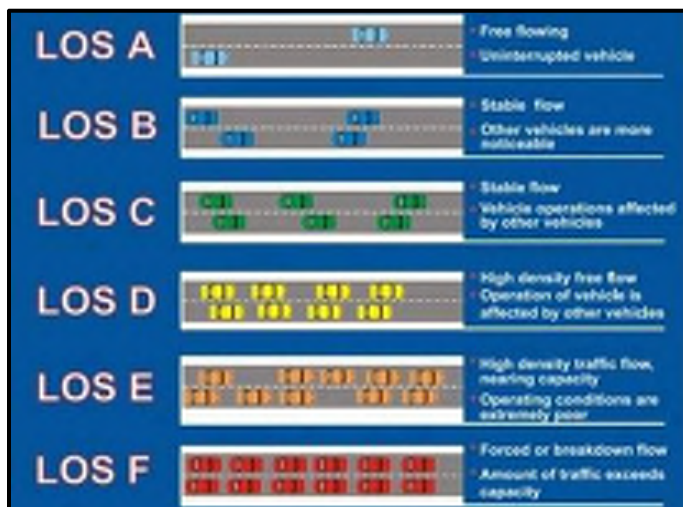 LOS A
Free flowing
Uninterrupted vehicle
LOS B
Stable flow
Other vehicles are more
noticeable
LOS C
Stable flow
Vehicle operations affected
by other vehicles
LOS D
High density free flow
Operation of vehicle is
affected by other vehicles
LOS E
High density traffic flow,
nearing capacity
Operating conditions are
extremely poor
LOS F
Forced or breakdown flow
Amount of traffic exceeds
capacity